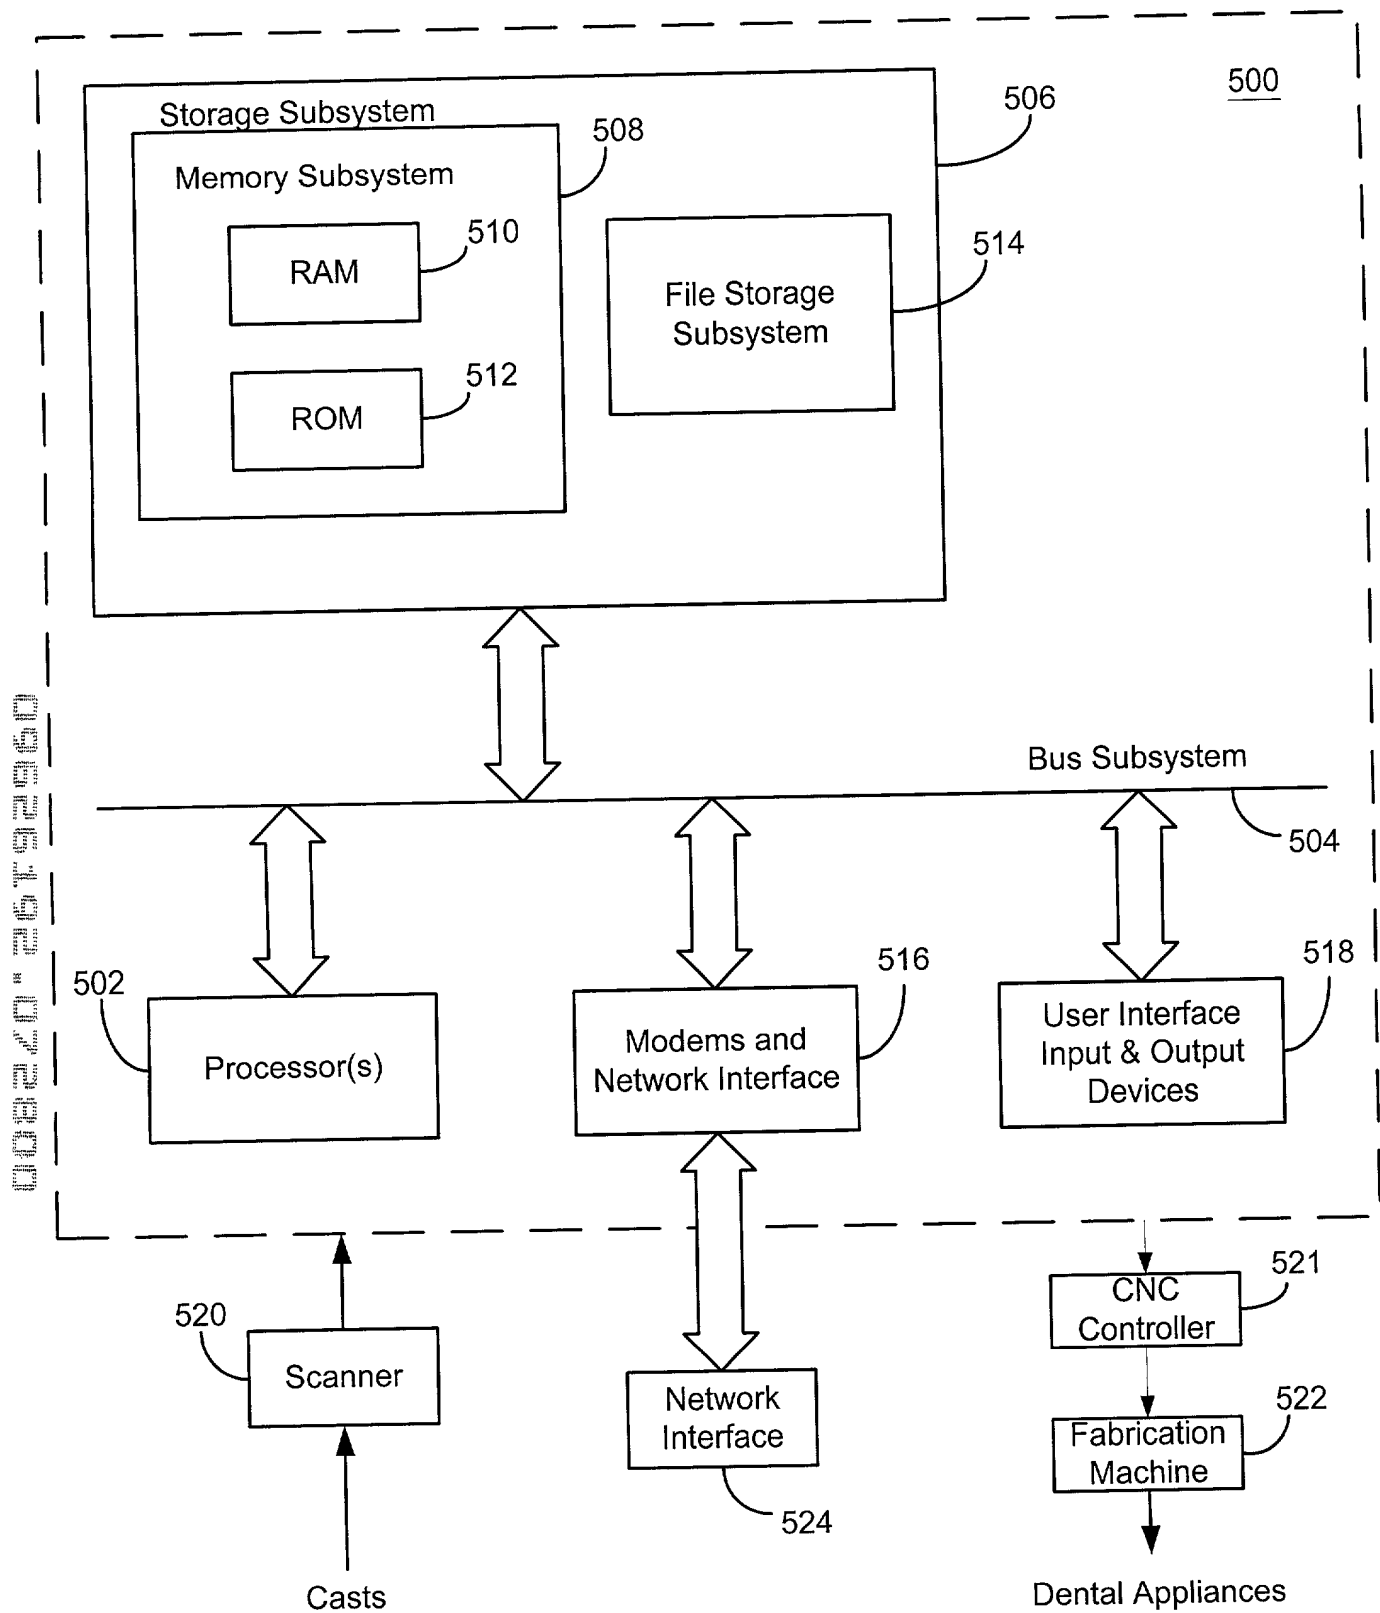 500
Storage Subsystem
506
508
Memory Subsystem
510
RAM
514
File Storage
Subsystem
512
ROM
Bus Subsystem
504
502
Processor(s)
516
Modems and
Network Interface
518
User Interface
Input & Output
Devices
520
Scanner
Casts
Network
Interface
524
521
CNC
Controller
522
Fabrication
Machine
Dental Appliances